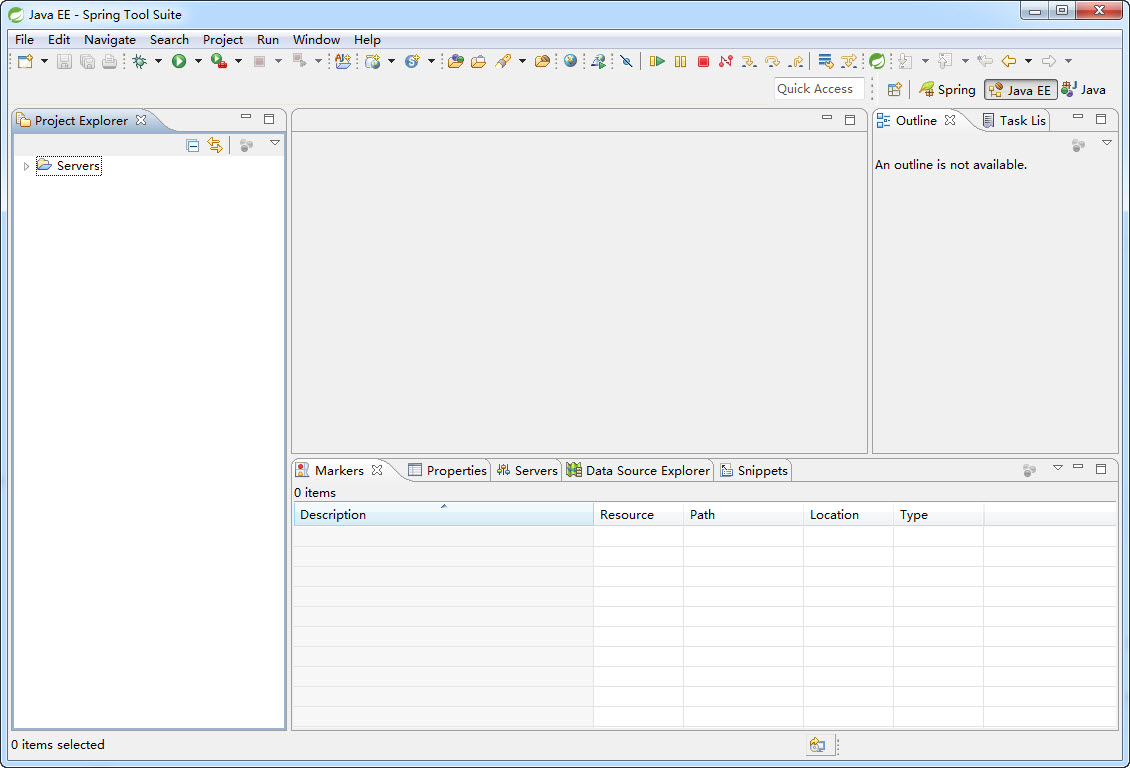 Java EE - Spring Tool Suite
File Edit Navigate Search Project Run Window Help
Quick Access Spring Java EE Java
Project Explorer
Servers
Outline Task Lis
An outline is not available.
Markers Properties Servers Data Source Explorer Snippets
0 items
Description Resource Path Location Type
0 items selected